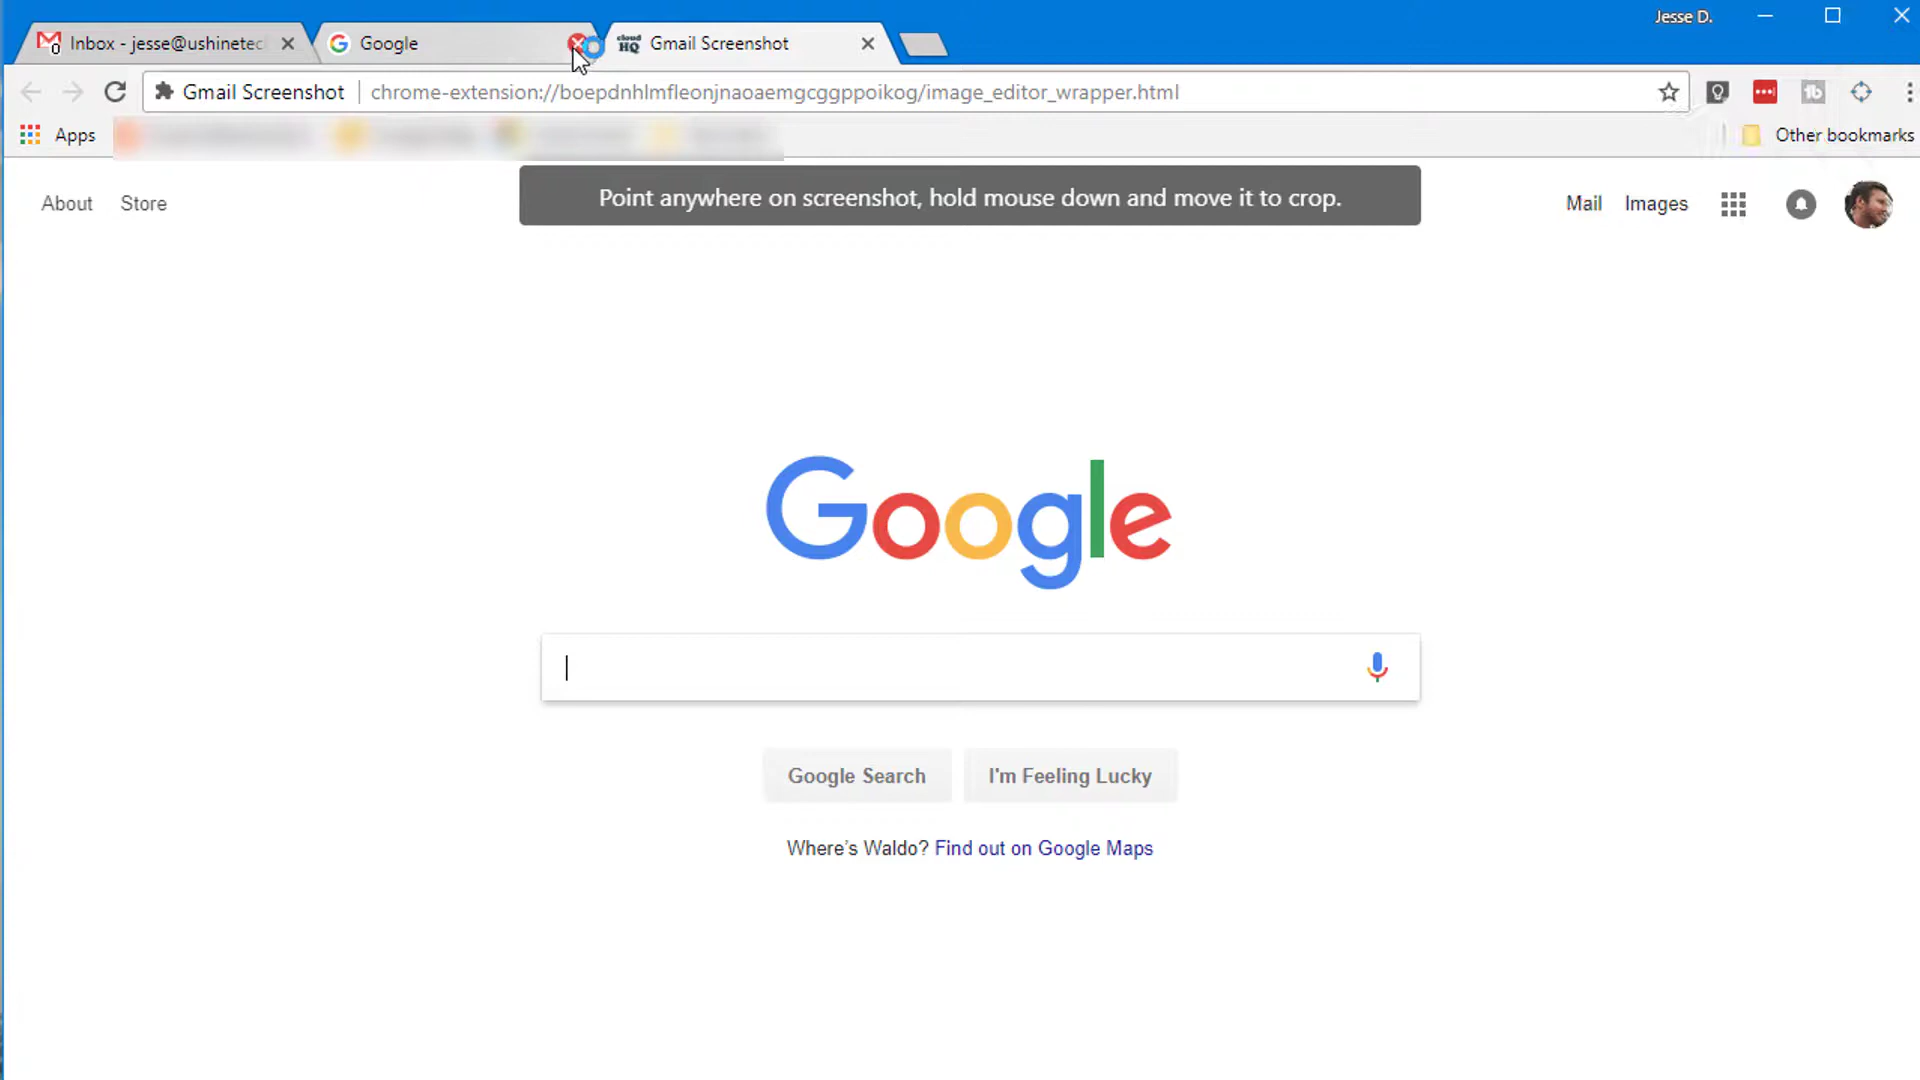 Jesse D.
Inbox - jesse@ushinetec
Google
cloud HQ
Gmail Screenshot
Gmail Screenshot
chrome-extension://boepdnhlmfleonjnaoaemgcggppoikog/image_editor_wrapper.html
Apps
Other bookmarks
About
Store
Point anywhere on screenshot, hold mouse down and move it to crop.
Mail
Images
Google
Google Search
I'm Feeling Lucky
Where's Waldo? Find out on Google Maps